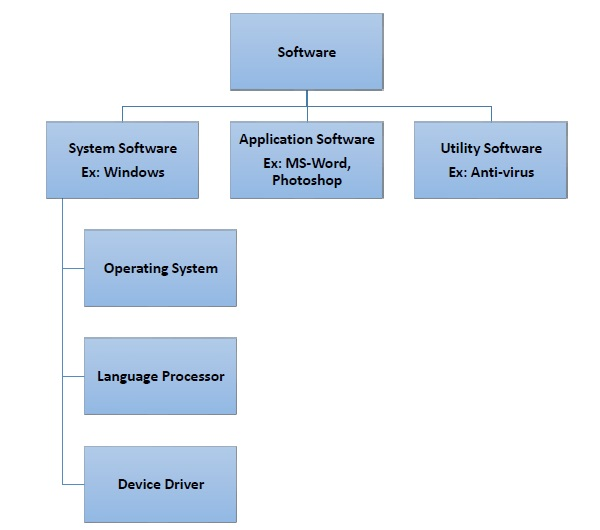 Software
System Software
Ex: Windows
Application Software
Ex: MS-Word,
Photoshop
Utility Software
Ex: Anti-virus
Operating System
Language Processor
Device Driver